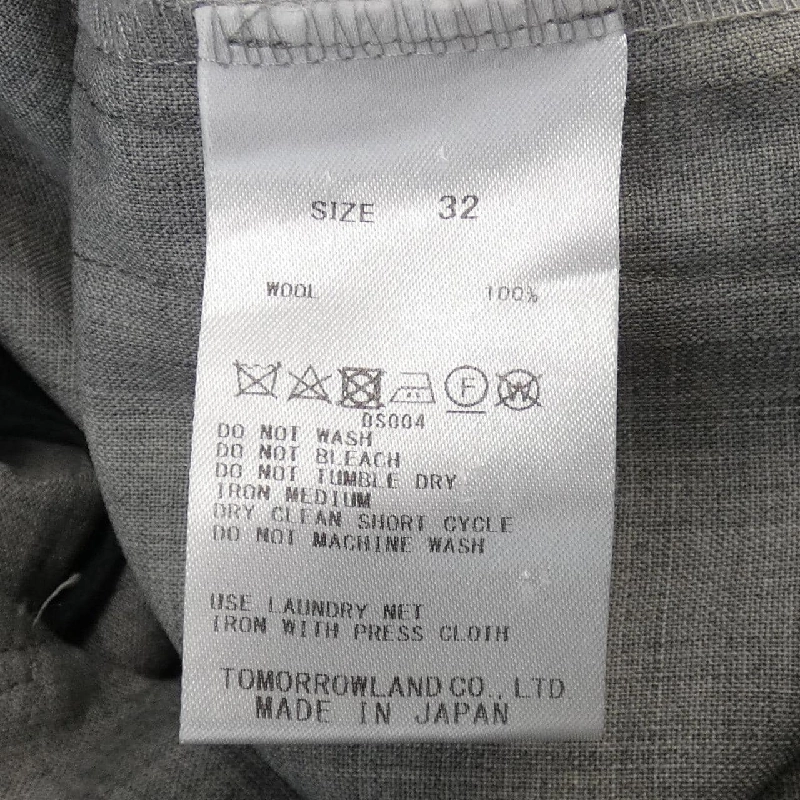 SIZE 32
WOOL 100%
F W
DS004
DO NOT WASH
DO NOT BLEACH
DO NOT TUMBLE DRY
IRON MEDIUM
DRY CLEAN SHORT CYCLE
DO NOT MACHINE WASH
USE LAUNDRY NET
IRON WITH PRESS CLOTH
TOMORROWLAND CO., LTD
MADE IN JAPAN